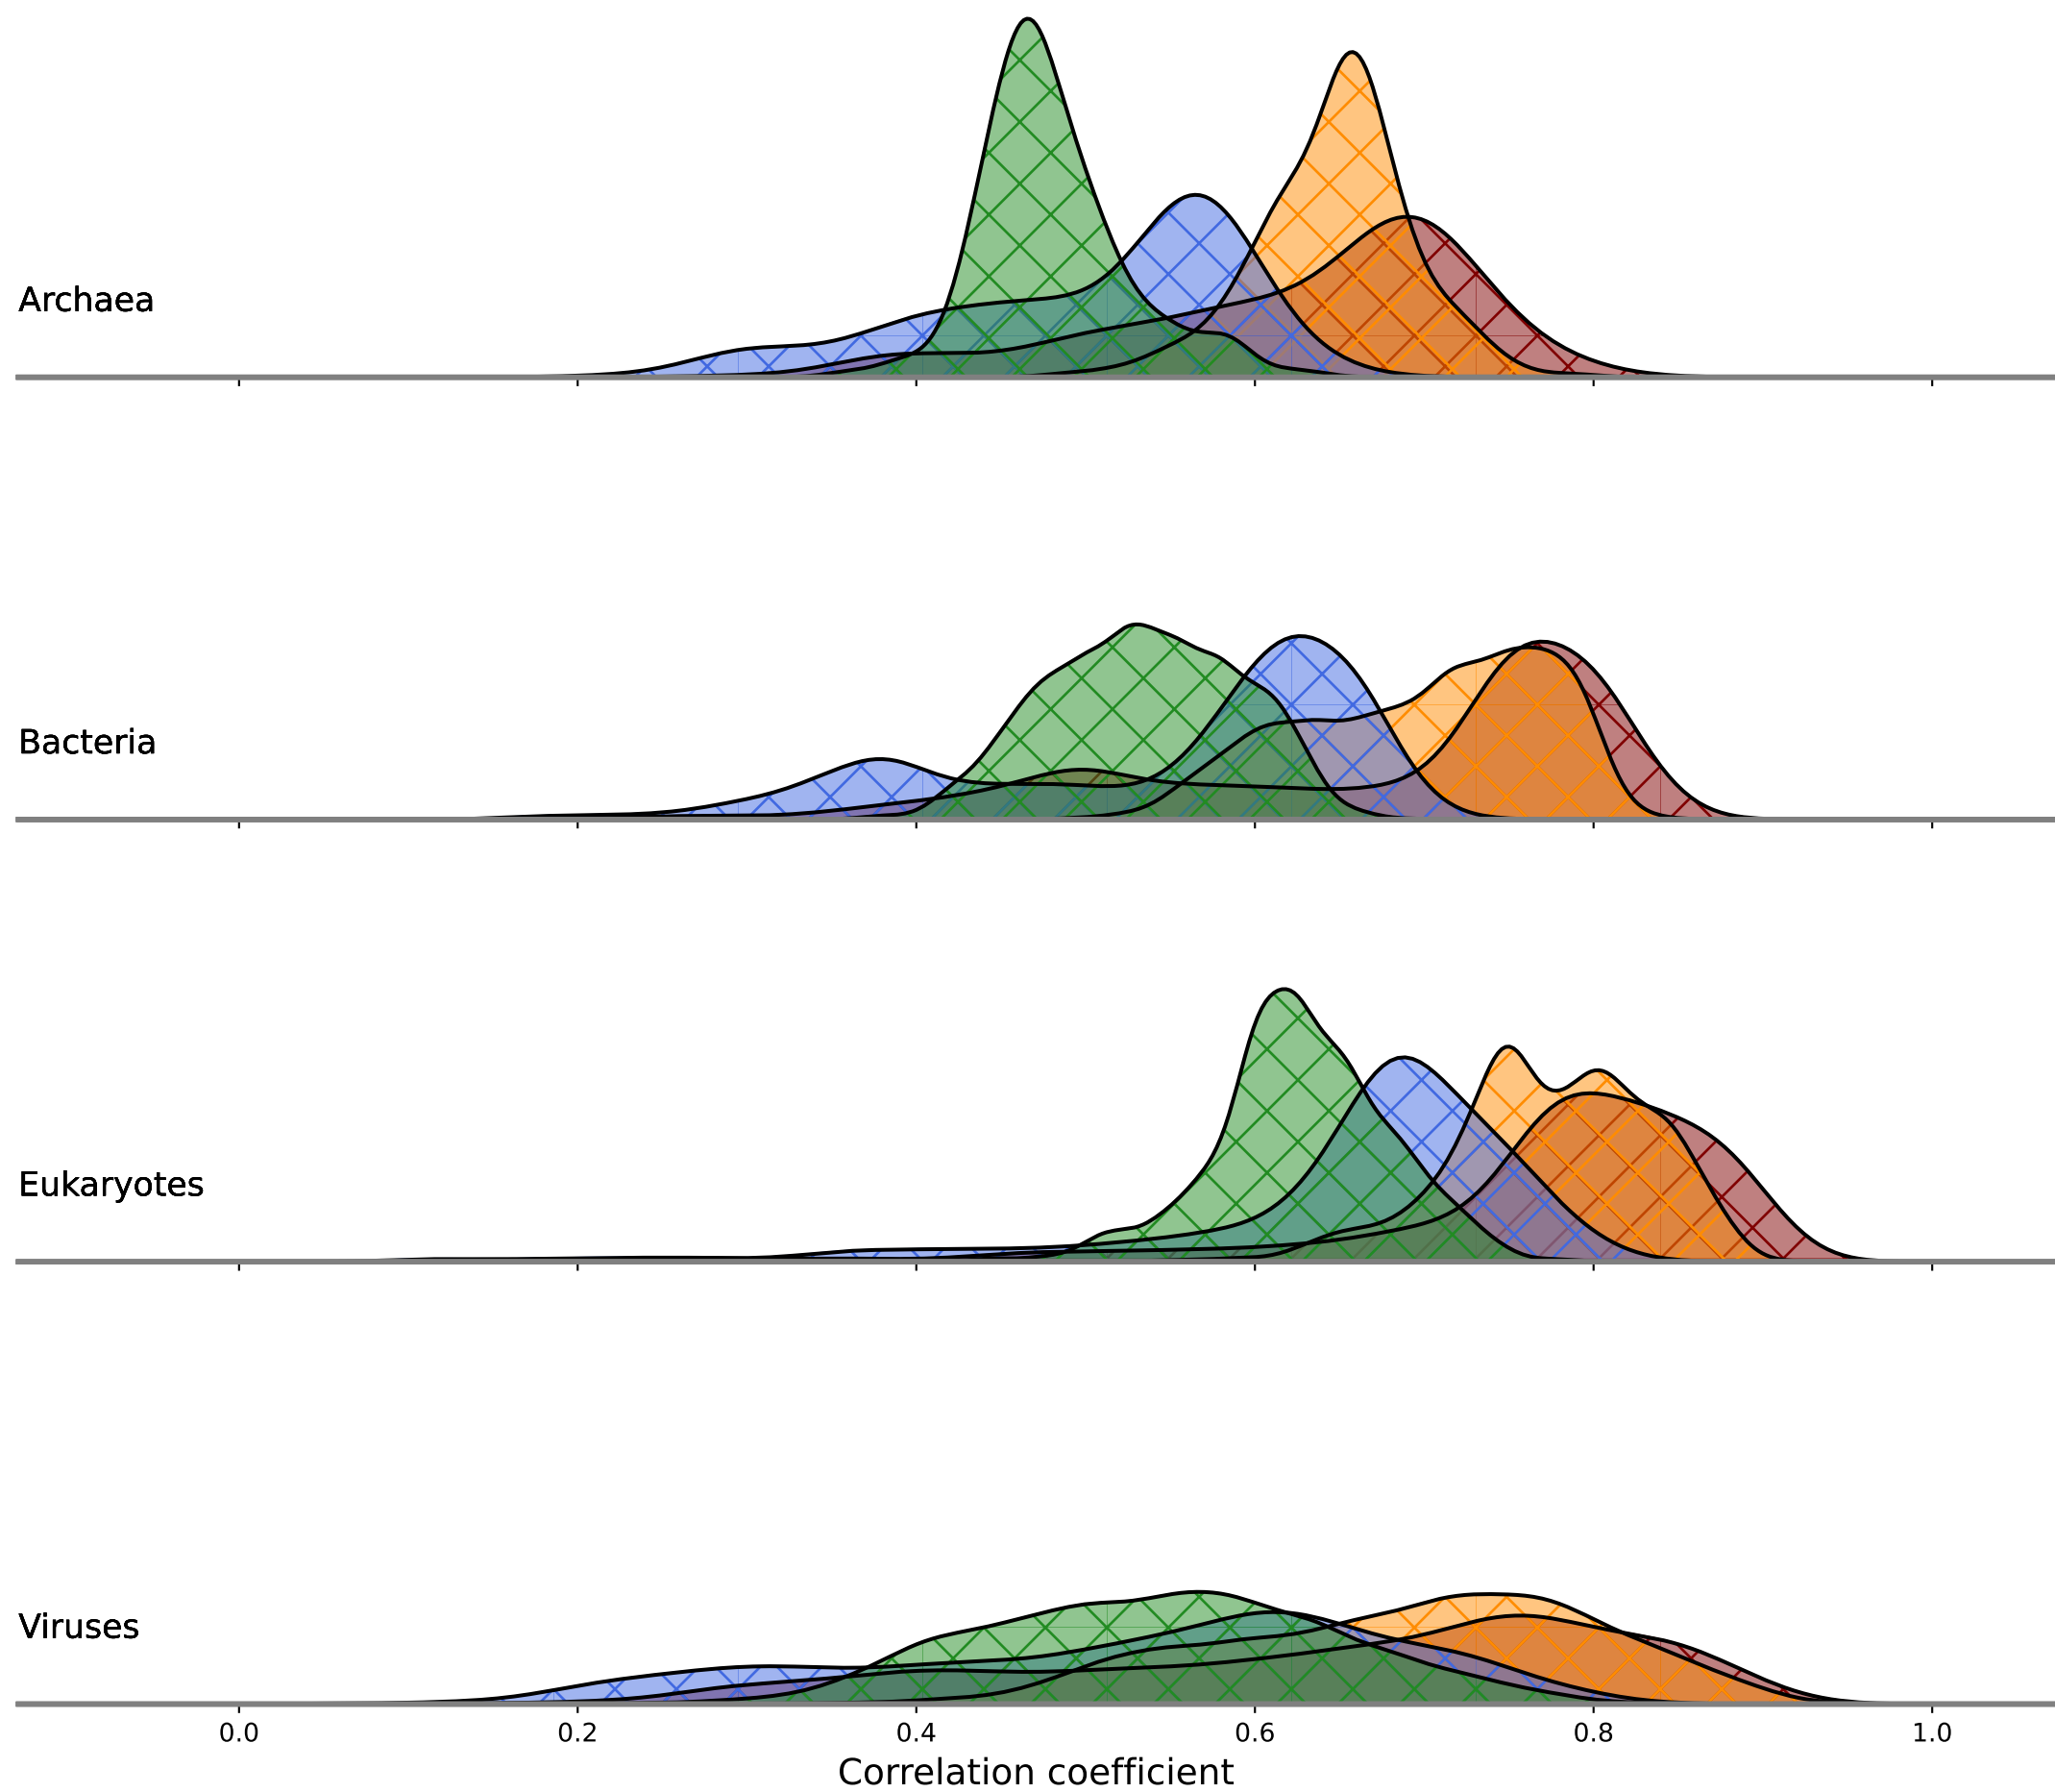 Archaea
Bacteria
Eukaryotes
Viruses
0.0 0.2 0.4 0.6 0.8 1.0
Correlation coefficient